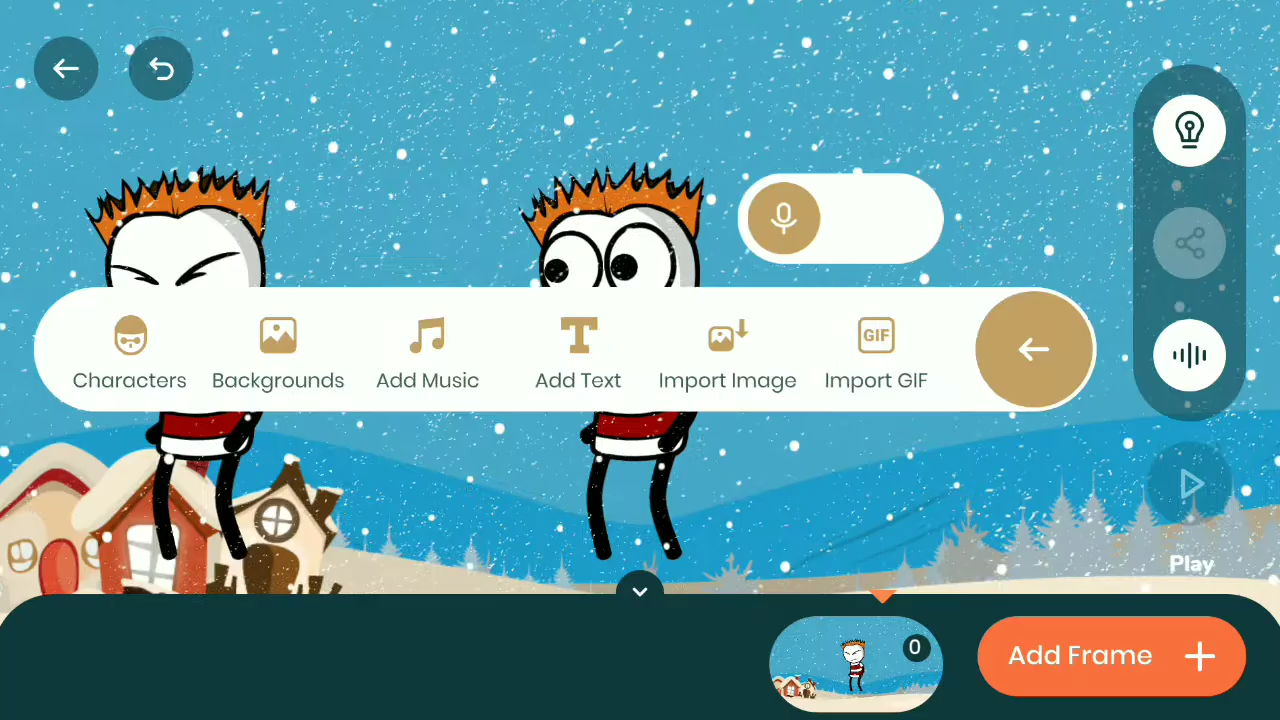 GIF
Characters
Backgrounds
Add Music
Add Text
Import Image
Import GIF
Play
0
Add Frame